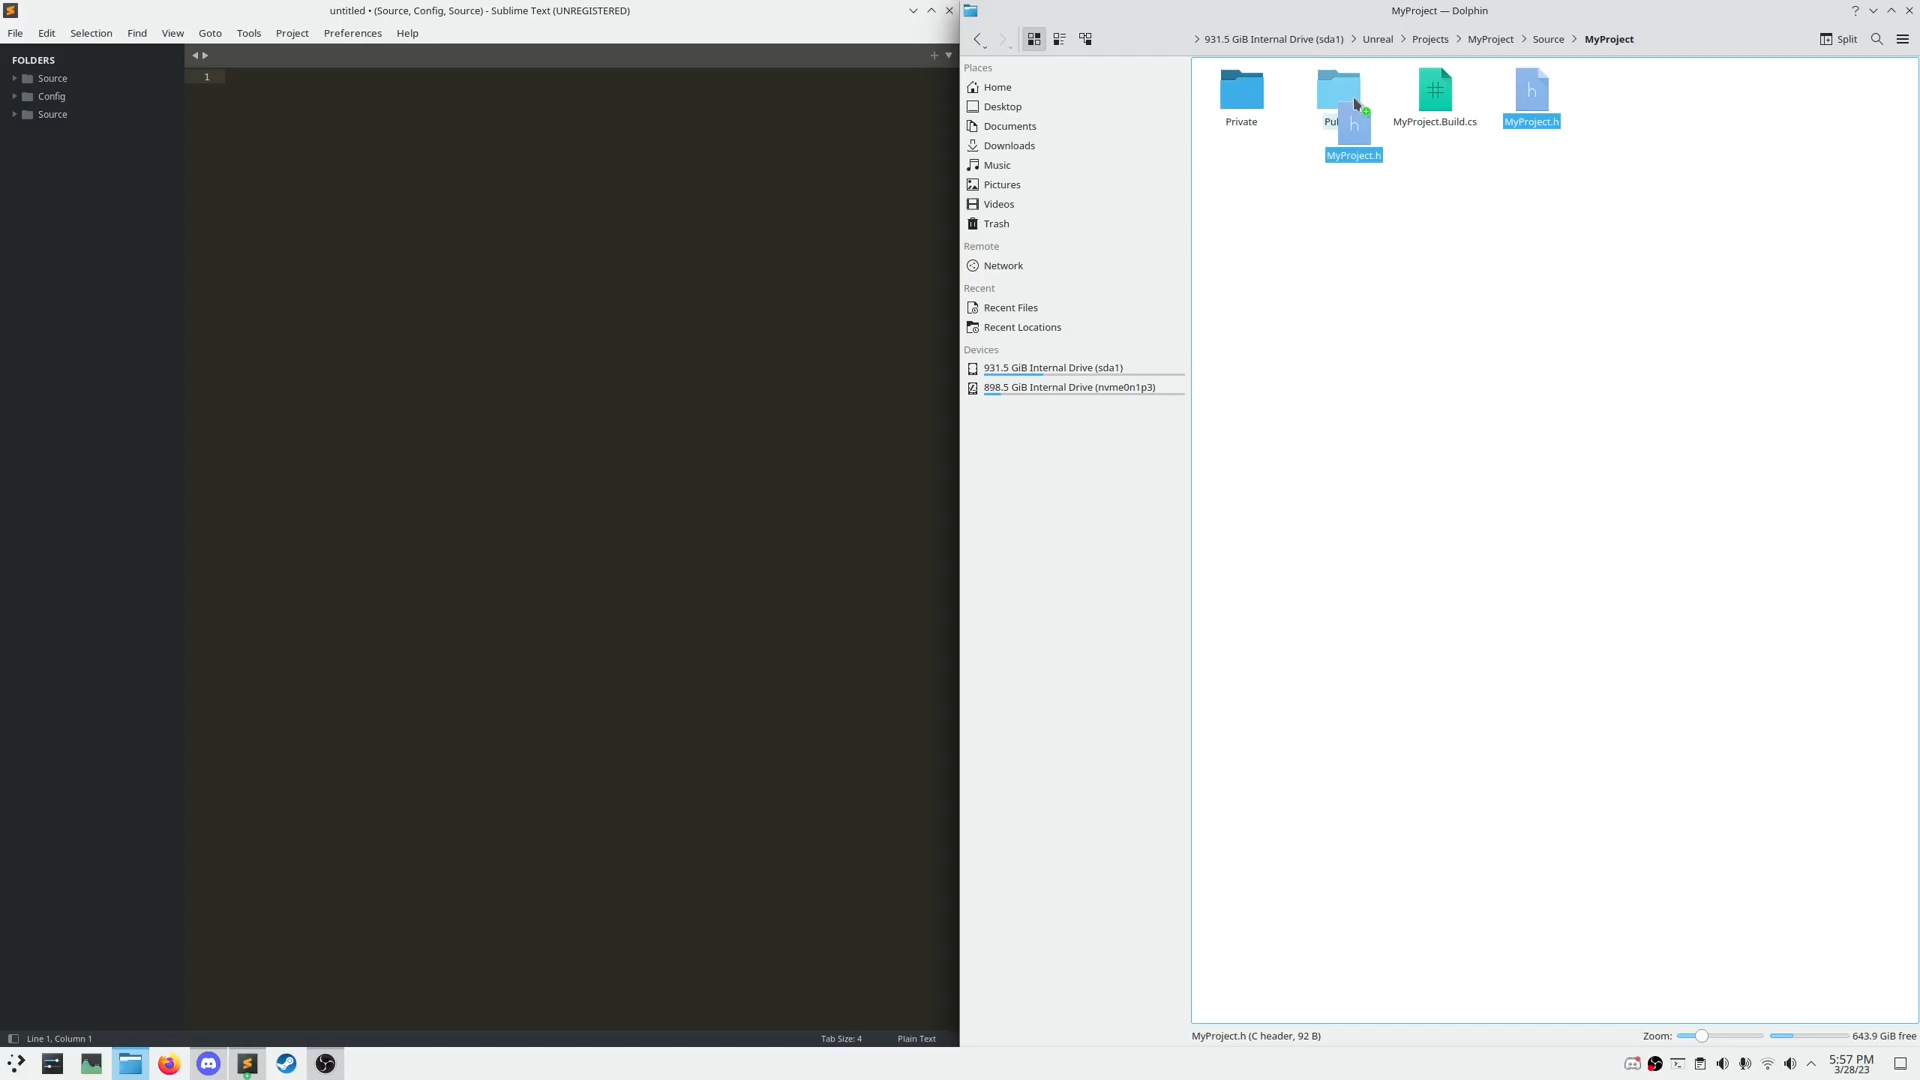 untitled • (Source, Config, Source) - Sublime Text (UNREGISTERED)
File Edit Selection Find View Goto Tools Project Preferences Help
FOLDERS
Source
Config
Source
1
Line 1, Column 1
Tab Size: 4
Plain Text
MyProject — Dolphin
931.5 GiB Internal Drive (sda1) > Unreal > Projects > MyProject > Source > MyProject
Split
Places
Home
Desktop
Documents
Downloads
Music
Pictures
Videos
Trash
Remote
Network
Recent
Recent Files
Recent Locations
Devices
931.5 GiB Internal Drive (sda1)
898.5 GiB Internal Drive (nvme0n1p3)
Private
MyProject.Build.cs
MyProject.h
MyProject.h
MyProject.h (C header, 92 B)
Zoom:
643.9 GiB free
5:57 PM
3/28/23